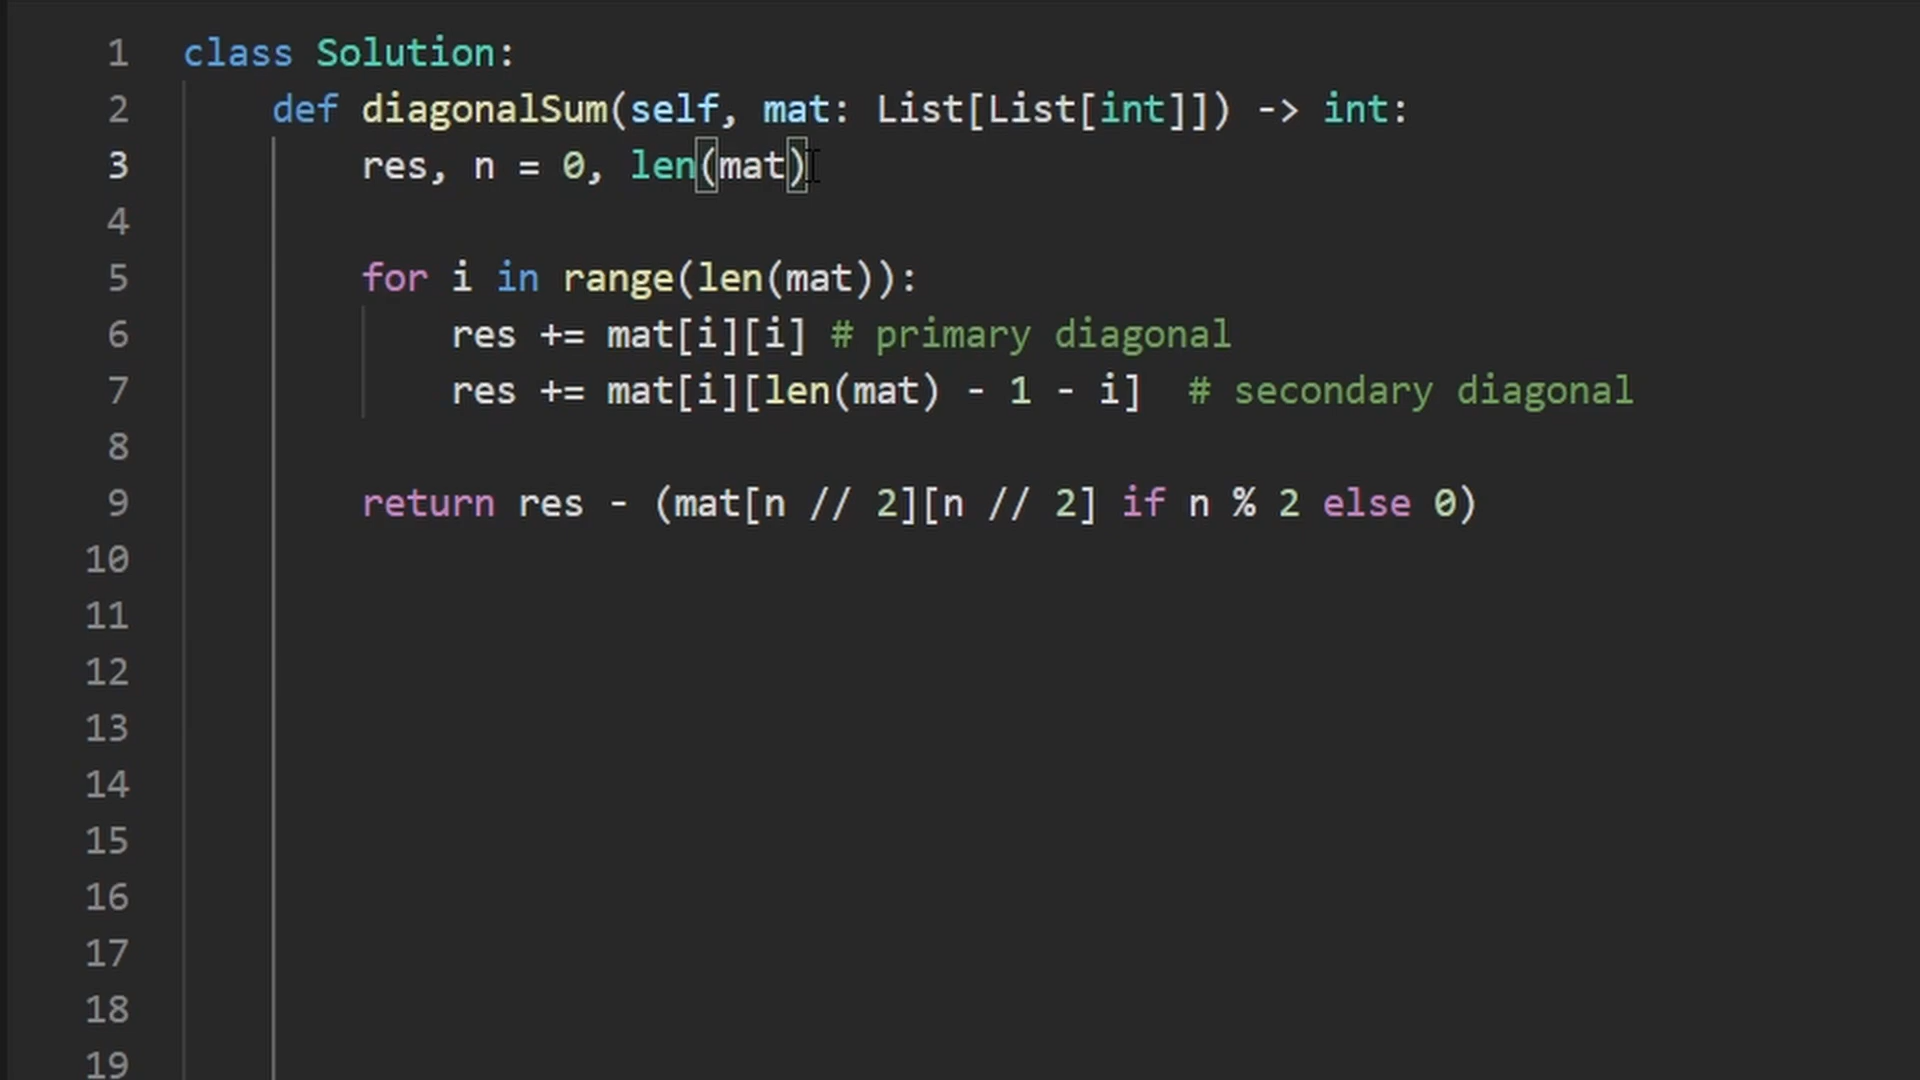 1 class Solution:
2 def diagonalSum(self, mat: List[List[int]]) -> int:
3 res, n = 0, len(mat)
4
5 for i in range(len(mat)):
6 res += mat[i][i] # primary diagonal
7 res += mat[i][len(mat) - 1 - i]  # secondary diagonal
8
9 return res - (mat[n // 2][n // 2] if n % 2 else 0)
10
11
12
13
14
15
16
17
18
19